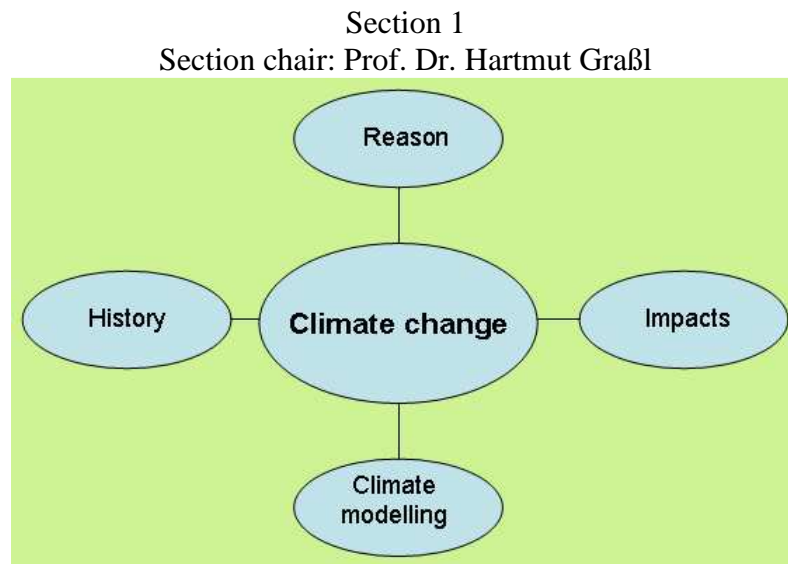 Section 1
Section chair: Prof. Dr. Hartmut Graßl
Reason
History
Climate change
Impacts
Climate
modelling